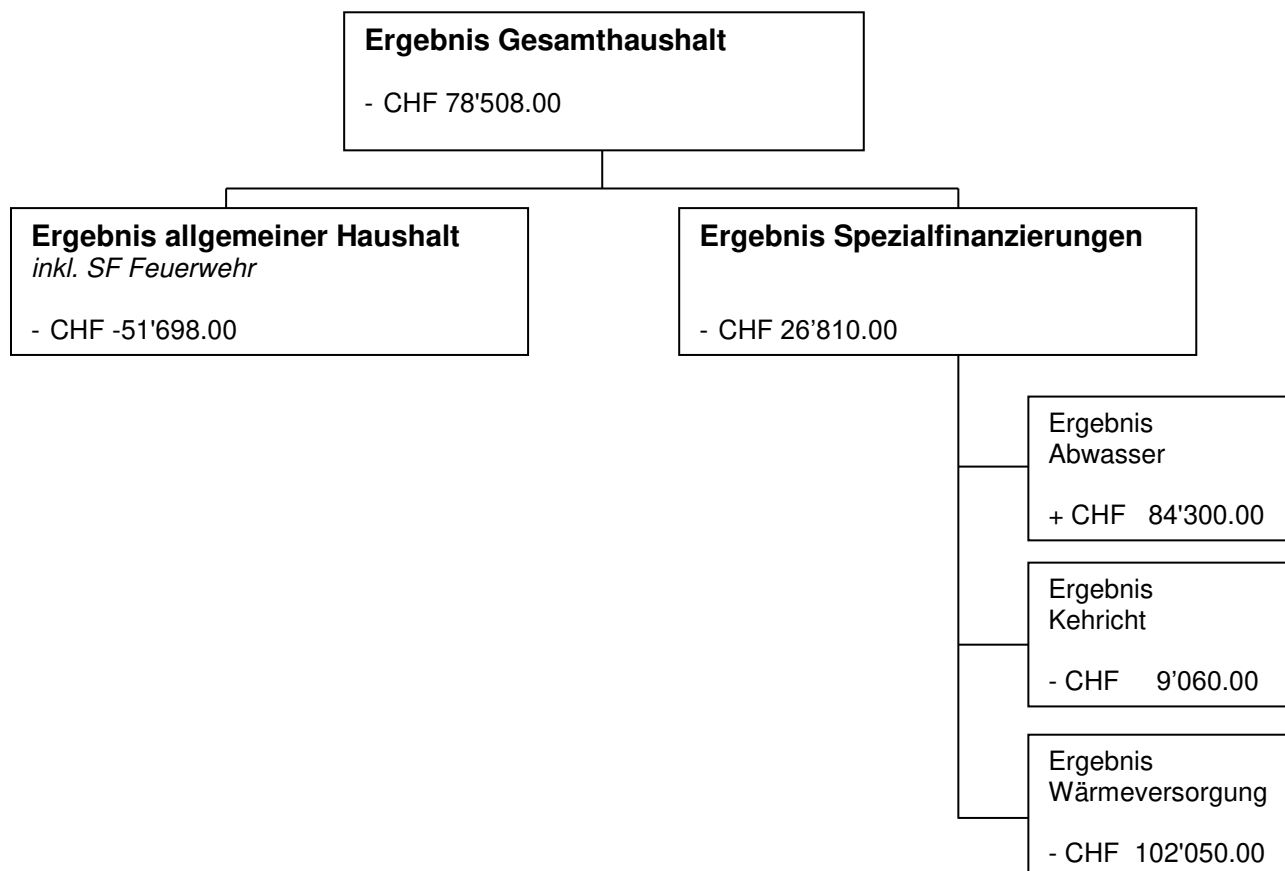 Ergebnis Gesamthaushalt
- CHF 78'508.00
Ergebnis allgemeiner Haushalt
inkl. SF Feuerwehr
- CHF -51'698.00
Ergebnis Spezialfinanzierungen
- CHF 26’810.00
Ergebnis
Abwasser
+ CHF 84'300.00
Ergebnis
Kehricht
- CHF 9’060.00
Ergebnis
Wärmeversorgung
- CHF 102'050.00